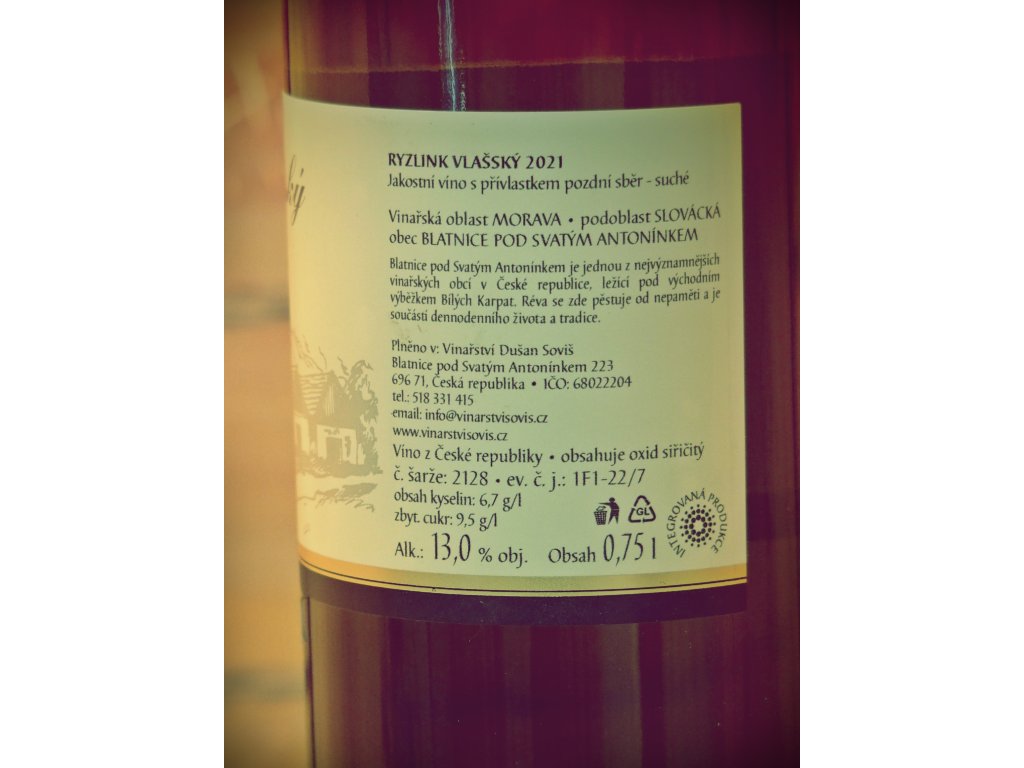 ký
RYZLINK VLAŠSKÝ 2021
Jakostní víno s přívlastkem pozdní sběr - suché
Vinařská oblast MORAVA • podoblast SLOVÁCKÁ
obec BLATNICE POD SVATÝM ANTONÍNKEM
Blatnice pod Svatým Antonínkem je jednou z nejvýznamnějších
vinařských obcí v České republice, ležící pod východním
výběžkem Bílých Karpat. Réva se zde pěstuje od nepaměti a je
součástí dennodenního života a tradice.
Plněno v: Vinařství Dušan Soviš
Blatnice pod Svatým Antonínkem 223
696 71, Česká republika • IČO: 68022204
tel.: 518 331 415
email: info@vinarstvisovis.cz
www.vinarstvisovis.cz
Víno z České republiky • obsahuje oxid siřičitý
č. šarže: 2128 • ev. č. j.: 1F1-22/7
obsah kyselin: 6,7 g/l
zbyt. cukr: 9,5 g/l
GL
INTEGROVANÁ PRODUKCE
Alk.: 13,0 % obj. Obsah 0,75 l